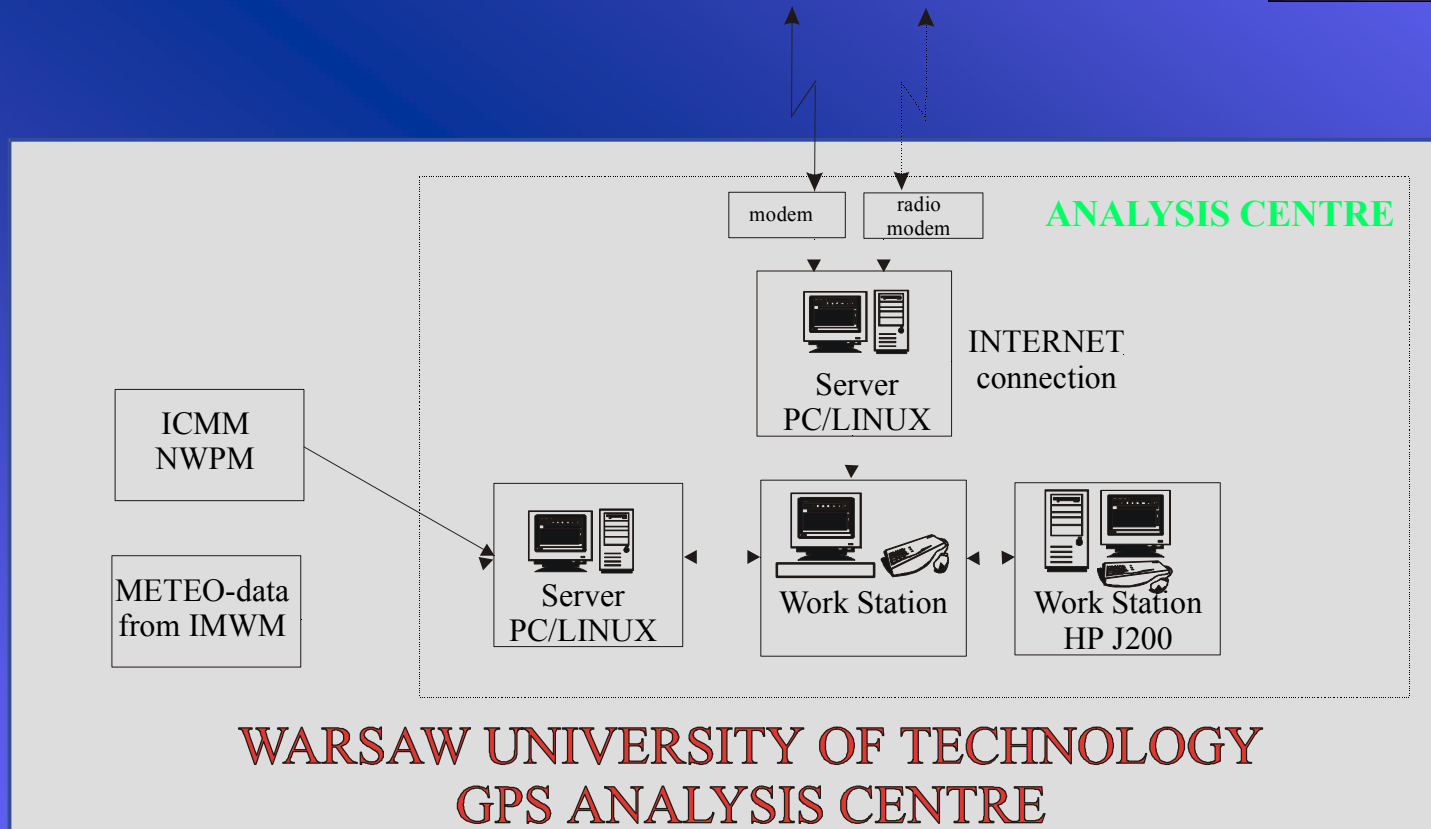 modem
radio
modem
ANALYSIS CENTRE
Server
PC/LINUX
INTERNET
connection
ICMM
NWPM
METEO-data
from IMWM
Server
PC/LINUX
Work Station
Work Station
HP J200
WARSAW UNIVERSITY OF TECHNOLOGY
GPS ANALYSIS CENTRE